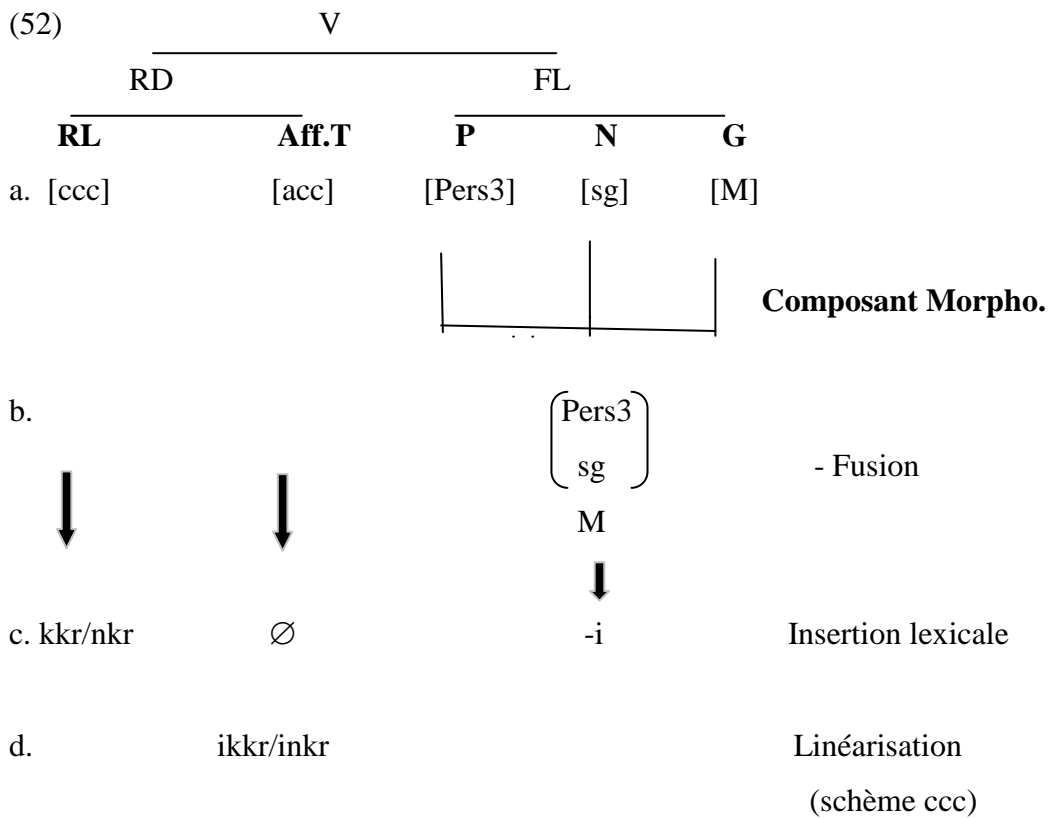 (52) V
RD FL
RL Aff.T P N G
a. [ccc] [acc] [Pers3] [sg] [M]
Composant Morpho.
b. Pers3
sg - Fusion
M
c. kkr/nkr ∅ -i Insertion lexicale
d. ikkr/inkr Linéarisation
(schème ccc)